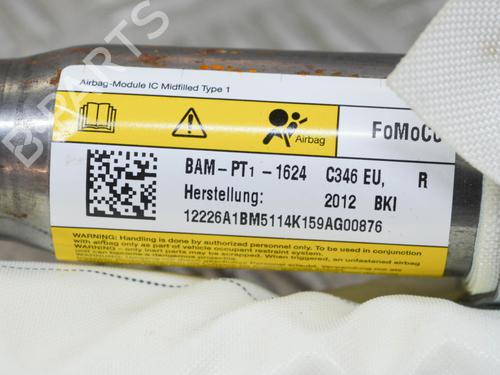 B PARTS
Airbag-Module IC Midfilled Type 1
Airbag
FoMoCo
BAM-PT1-1624 C346 EU, R
Herstellung: 2012 BKI
12226A1BM5114K159AG00876
WARNING: Handling is done by authorized personnel only. To be used in conjunction
with airbag only as part of vehicle occupant restraint system.